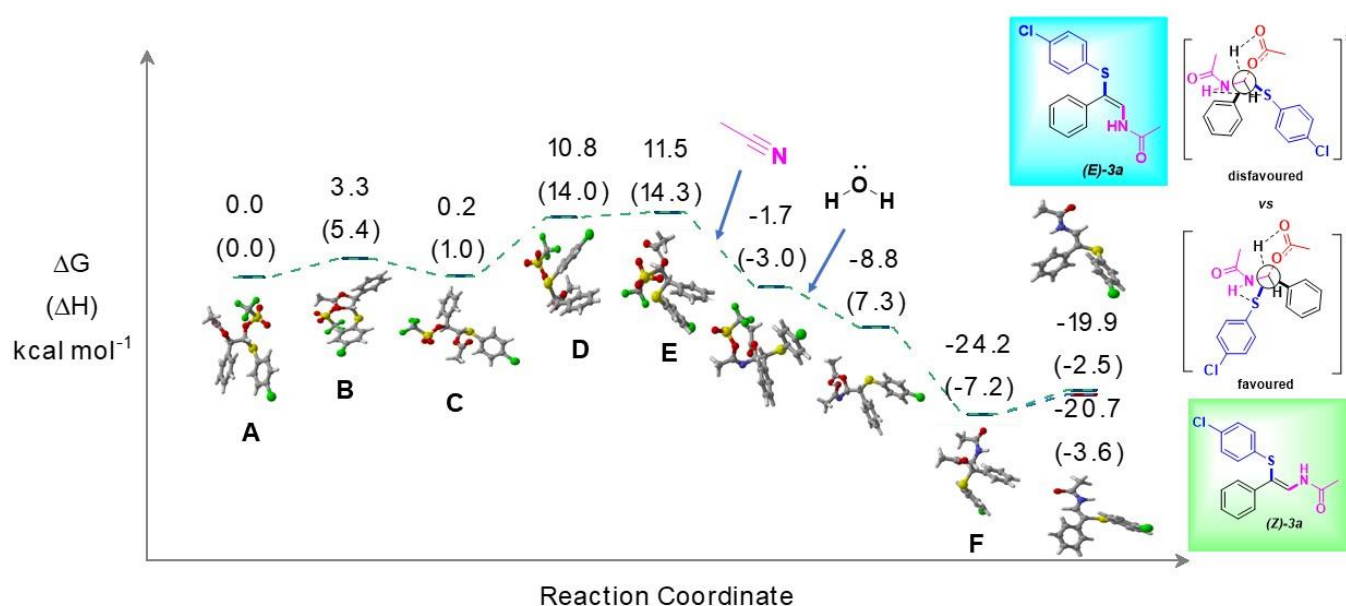 ΔG
(ΔH)
kcal mol-1
0.0
(0.0)
A
3.3
(5.4)
B
0.2
(1.0)
C
10.8
(14.0)
D
11.5
(14.3)
E
N
-1.7
(-3.0)
H O H
-8.8
(7.3)
-24.2
(-7.2)
F
-19.9
(-2.5)
-20.7
(-3.6)
Cl
S
HN
O
(E)-3a
H O
O
O N
H H S
Cl
disfavoured
vs
H O
O
O N
H H
S
Cl
favoured
Cl
S H
N
O
(Z)-3a
Reaction Coordinate